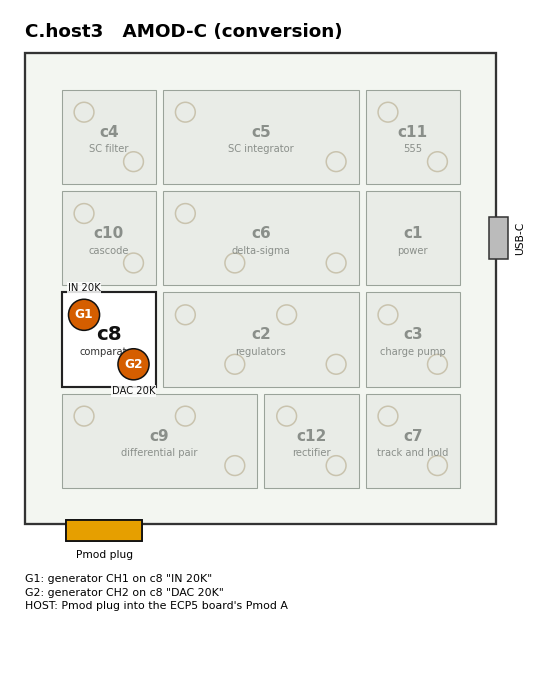 C.host3 AMOD-C (conversion)
c4
SC filter
c5
SC integrator
c11
555
c10
cascode
c6
delta-sigma
c1
power
USB-C
IN 20K
G1
c8
comparat
G2
DAC 20K
c2
regulators
c3
charge pump
c9
differential pair
c12
rectifier
c7
track and hold
Pmod plug
G1: generator CH1 on c8 "IN 20K"
G2: generator CH2 on c8 "DAC 20K"
HOST: Pmod plug into the ECP5 board's Pmod A